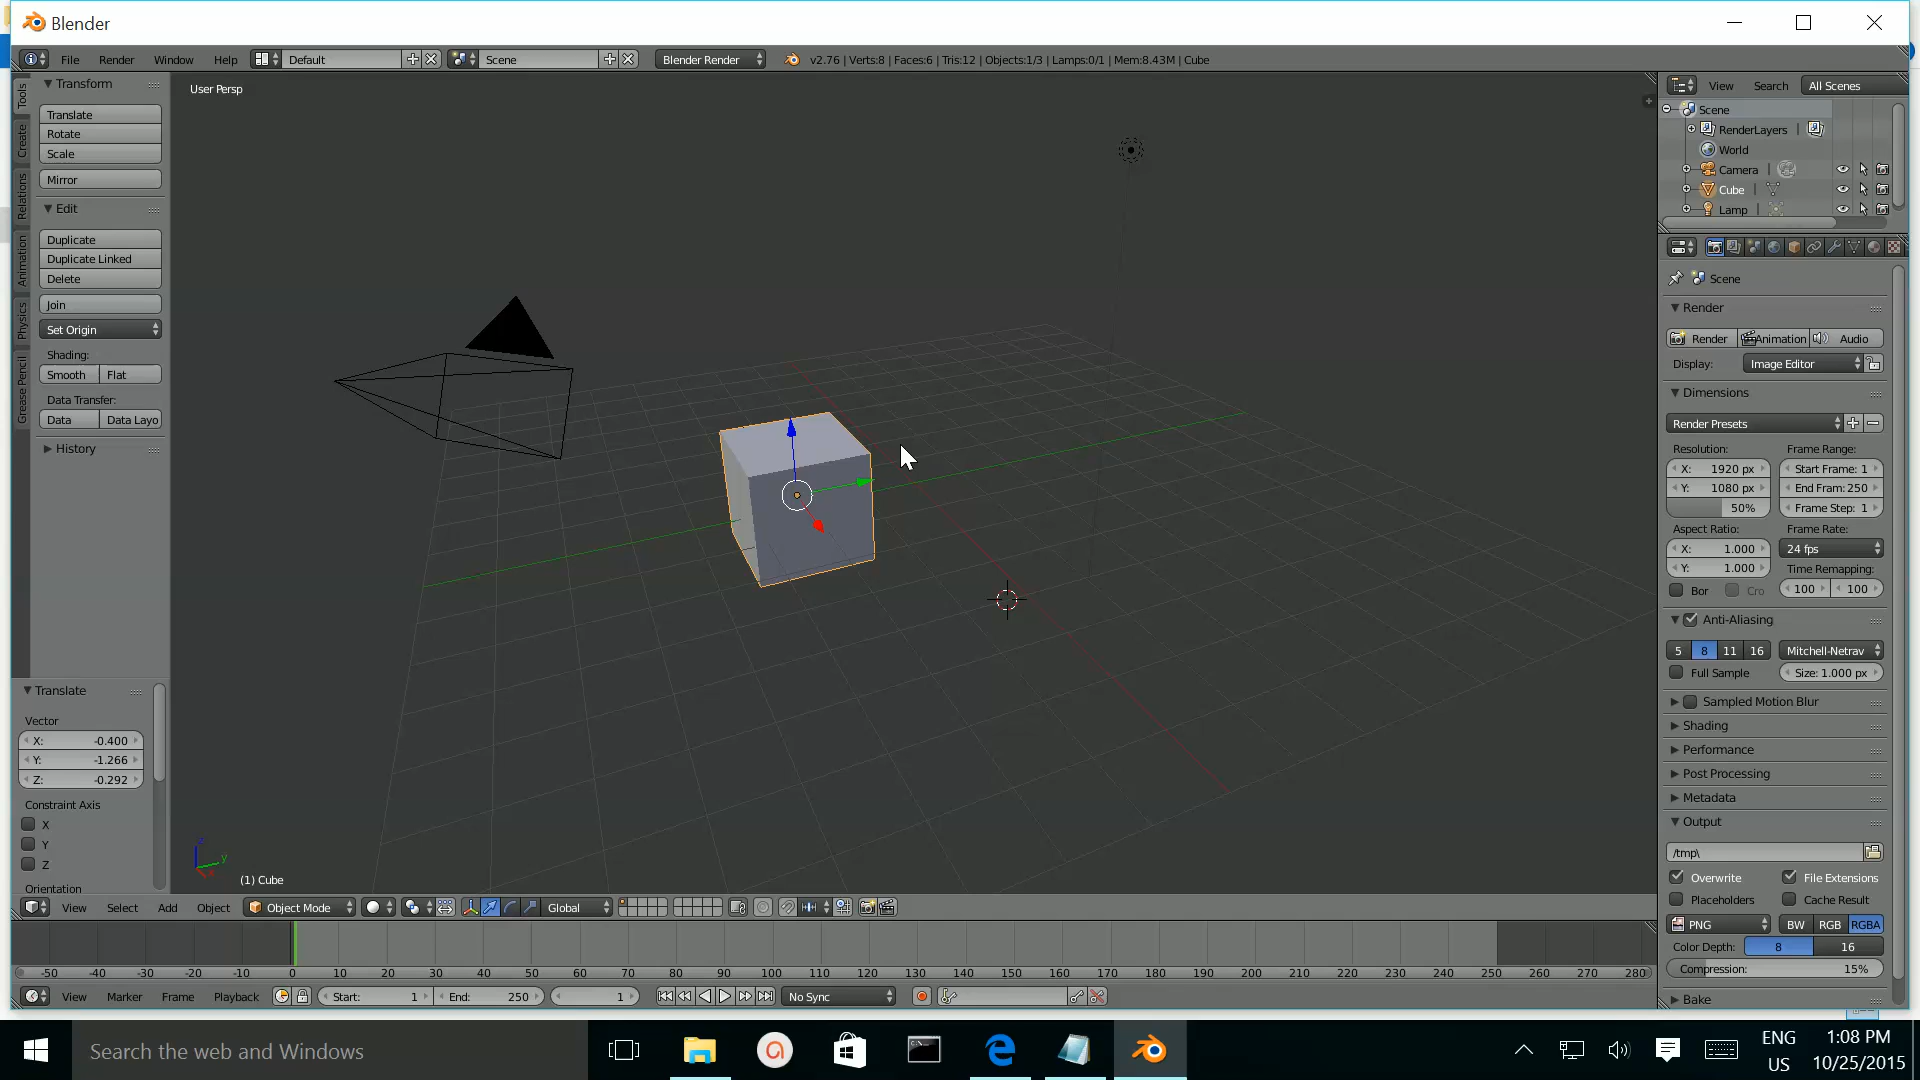 Blender
File Render Window Help Default Scene Blender Render v2.76 | Verts:8 | Faces:6 | Tris:12 | Objects:1/3 | Lamps:0/1 | Mem:8.43M | Cube
Tools
Create
Relations
Animation
Physics
Grease Pencil
Transform
Translate
Rotate
Scale
Mirror
Edit
Duplicate
Duplicate Linked
Delete
Join
Set Origin
Shading:
Smooth Flat
Data Transfer:
Data Data Layo
History
Translate
Vector
X: -0.400
Y: -1.266
Z: -0.292
Constraint Axis
X
Y
Z
Orientation
User Persp
z
y
x
(1) Cube
View Select Add Object Object Mode Global
-50 -40 -30 -20 -10 0 10 20 30 40 50 60 70 80 90 100 110 120 130 140 150 160 170 180 190 200 210 220 230 240 250 260 270 280
View Marker Frame Playback Start: 1 End: 250 1 No Sync
View Search All Scenes
Scene
RenderLayers |
World
Camera |
Cube |
Lamp |
Scene
Render
Render Animation Audio
Display: Image Editor
Dimensions
Render Presets
Resolution: Frame Range:
X: 1920 px Start Frame: 1
Y: 1080 px End Fram: 250
50% Frame Step: 1
Aspect Ratio: Frame Rate:
X: 1.000 24 fps
Y: 1.000 Time Remapping:
Bor Cro 100 100
Anti-Aliasing
5 8 11 16 Mitchell-Netrav
Full Sample Size: 1.000 px
Sampled Motion Blur
Shading
Performance
Post Processing
Metadata
Output
/tmp\
Overwrite File Extensions
Placeholders Cache Result
PNG BW RGB RGBA
Color Depth: 8 16
Compression: 15%
Bake
Search the web and Windows
ENG
US
1:08 PM
10/25/2015